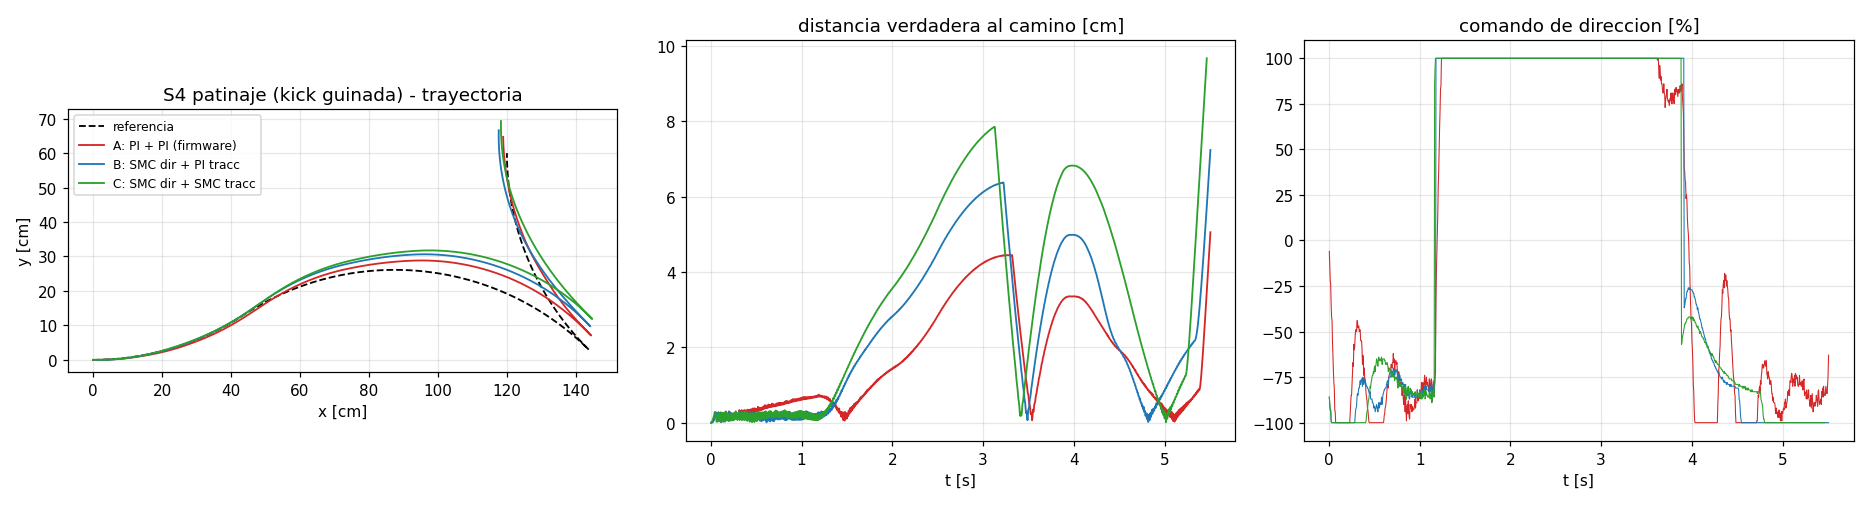 S4 patinaje (kick guinada) - trayectoria
referencia
A: PI + PI (firmware)
B: SMC dir + PI tracc
C: SMC dir + SMC tracc
70
60
50
40
30
20
10
0
y [cm]
0 20 40 60 80 100 120 140
x [cm]
distancia verdadera al camino [cm]
10
8
6
4
2
0
0 1 2 3 4 5
t [s]
comando de direccion [%]
100
75
50
25
0
−25
−50
−75
−100
0 1 2 3 4 5
t [s]